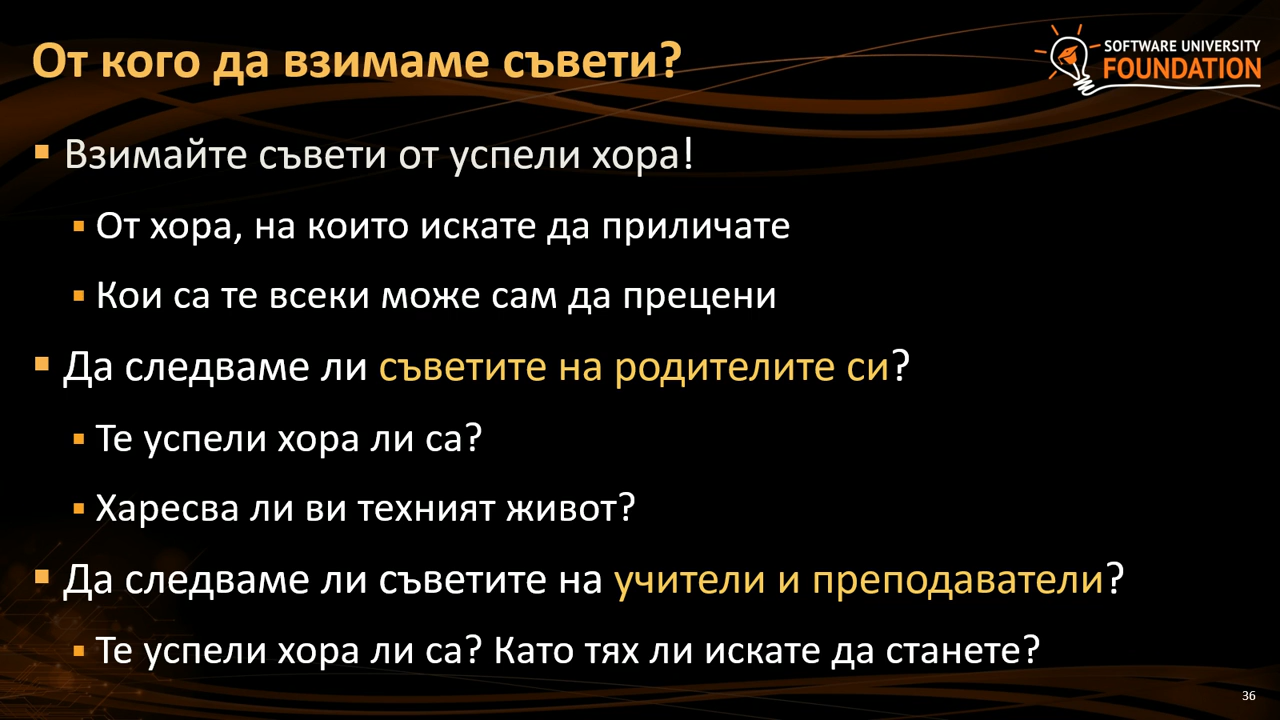 От кого да взимаме съвети?
SOFTWARE UNIVERSITY
FOUNDATION
Взимайте съвети от успели хора!
От хора, на които искате да приличате
Кои са те всеки може сам да прецени
Да следваме ли съветите на родителите си?
Те успели хора ли са?
Харесва ли ви техният живот?
Да следваме ли съветите на учители и преподаватели?
Те успели хора ли са? Като тях ли искате да станете?
36